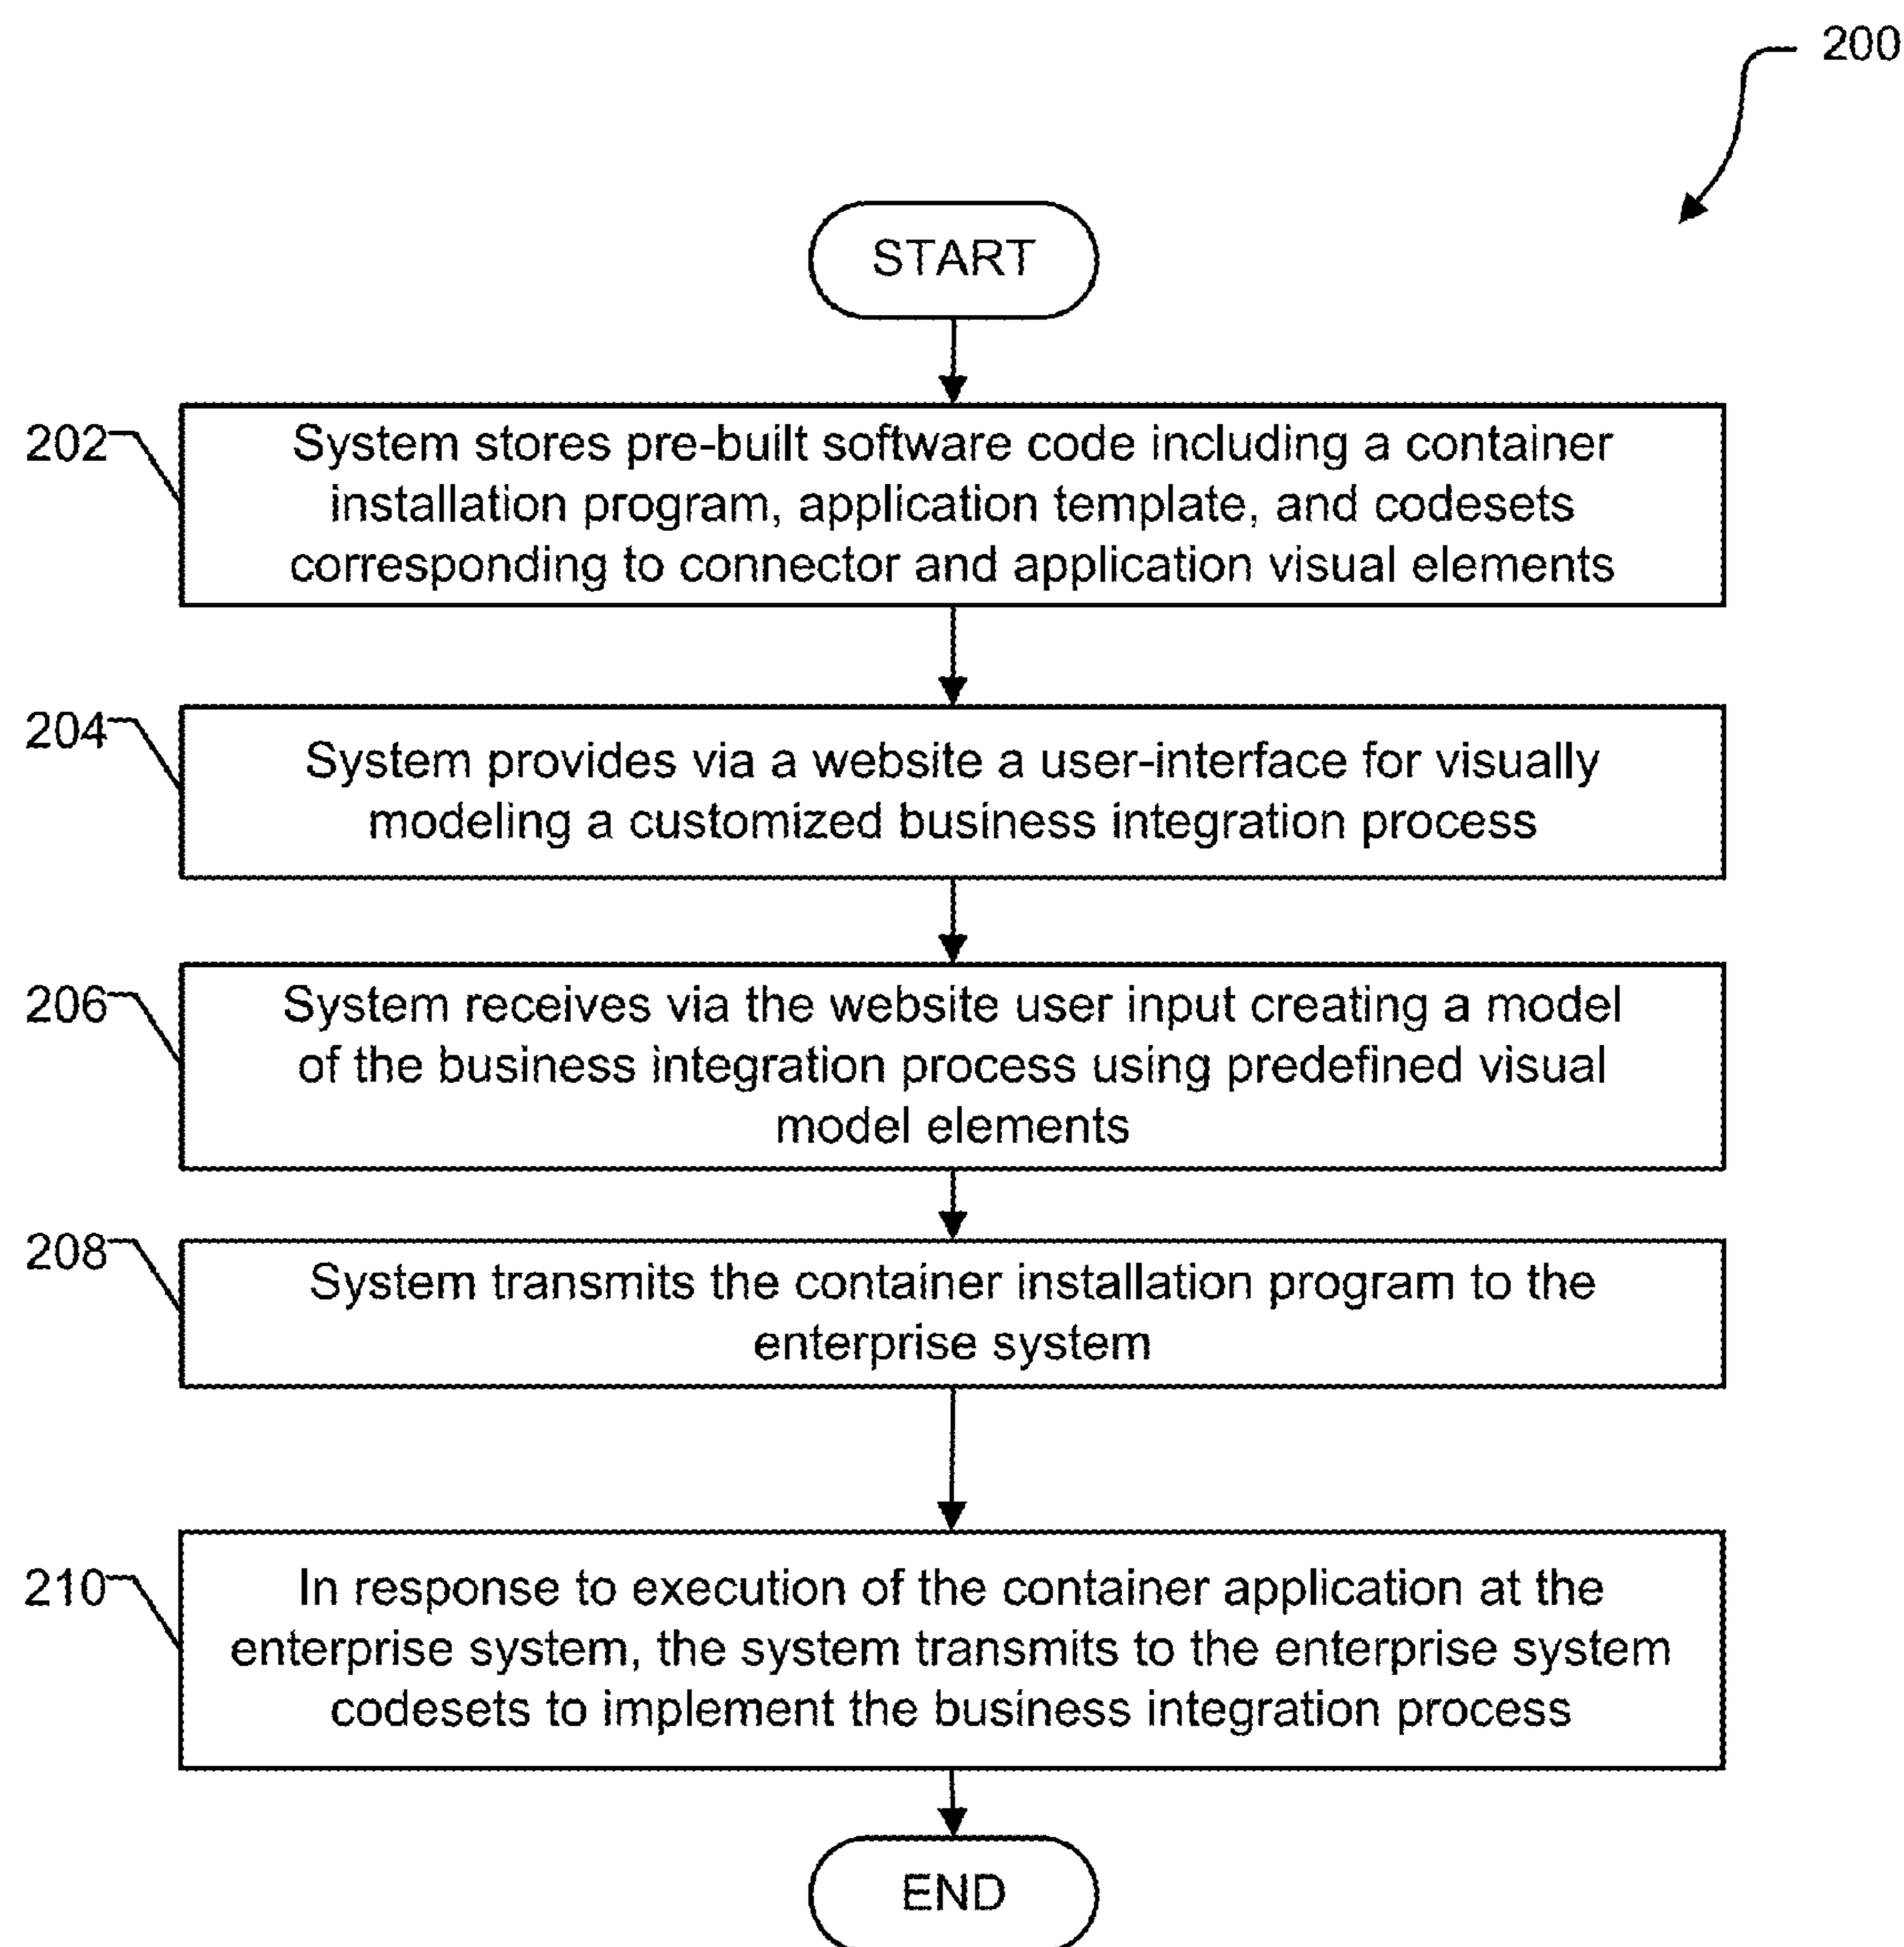 200
START
202
System stores pre-built software code including a container
installation program, application template, and codesets
corresponding to connector and application visual elements
204
System provides via a website a user-interface for visually
modeling a customized business integration process
206
System receives via the website user input creating a model
of the business integration process using predefined visual
model elements
208
System transmits the container installation program to the
enterprise system
210
In response to execution of the container application at the
enterprise system, the system transmits to the enterprise system
codesets to implement the business integration process
END